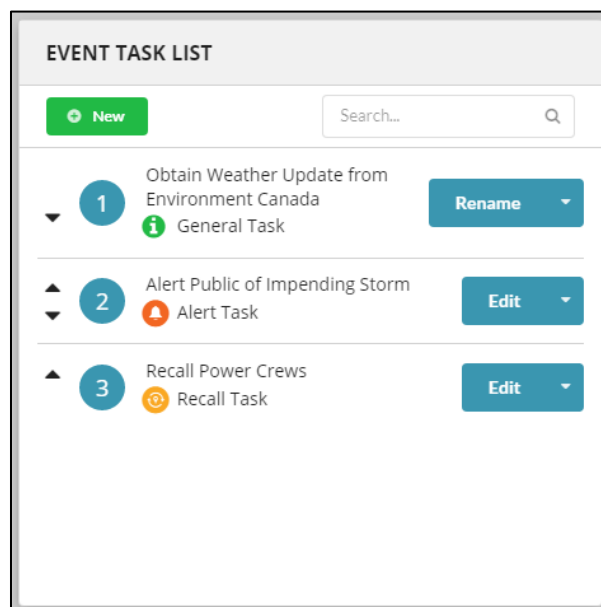 EVENT TASK LIST
New
Search...
1
Obtain Weather Update from
Environment Canada
General Task
Rename
2
Alert Public of Impending Storm
Alert Task
Edit
3
Recall Power Crews
Recall Task
Edit